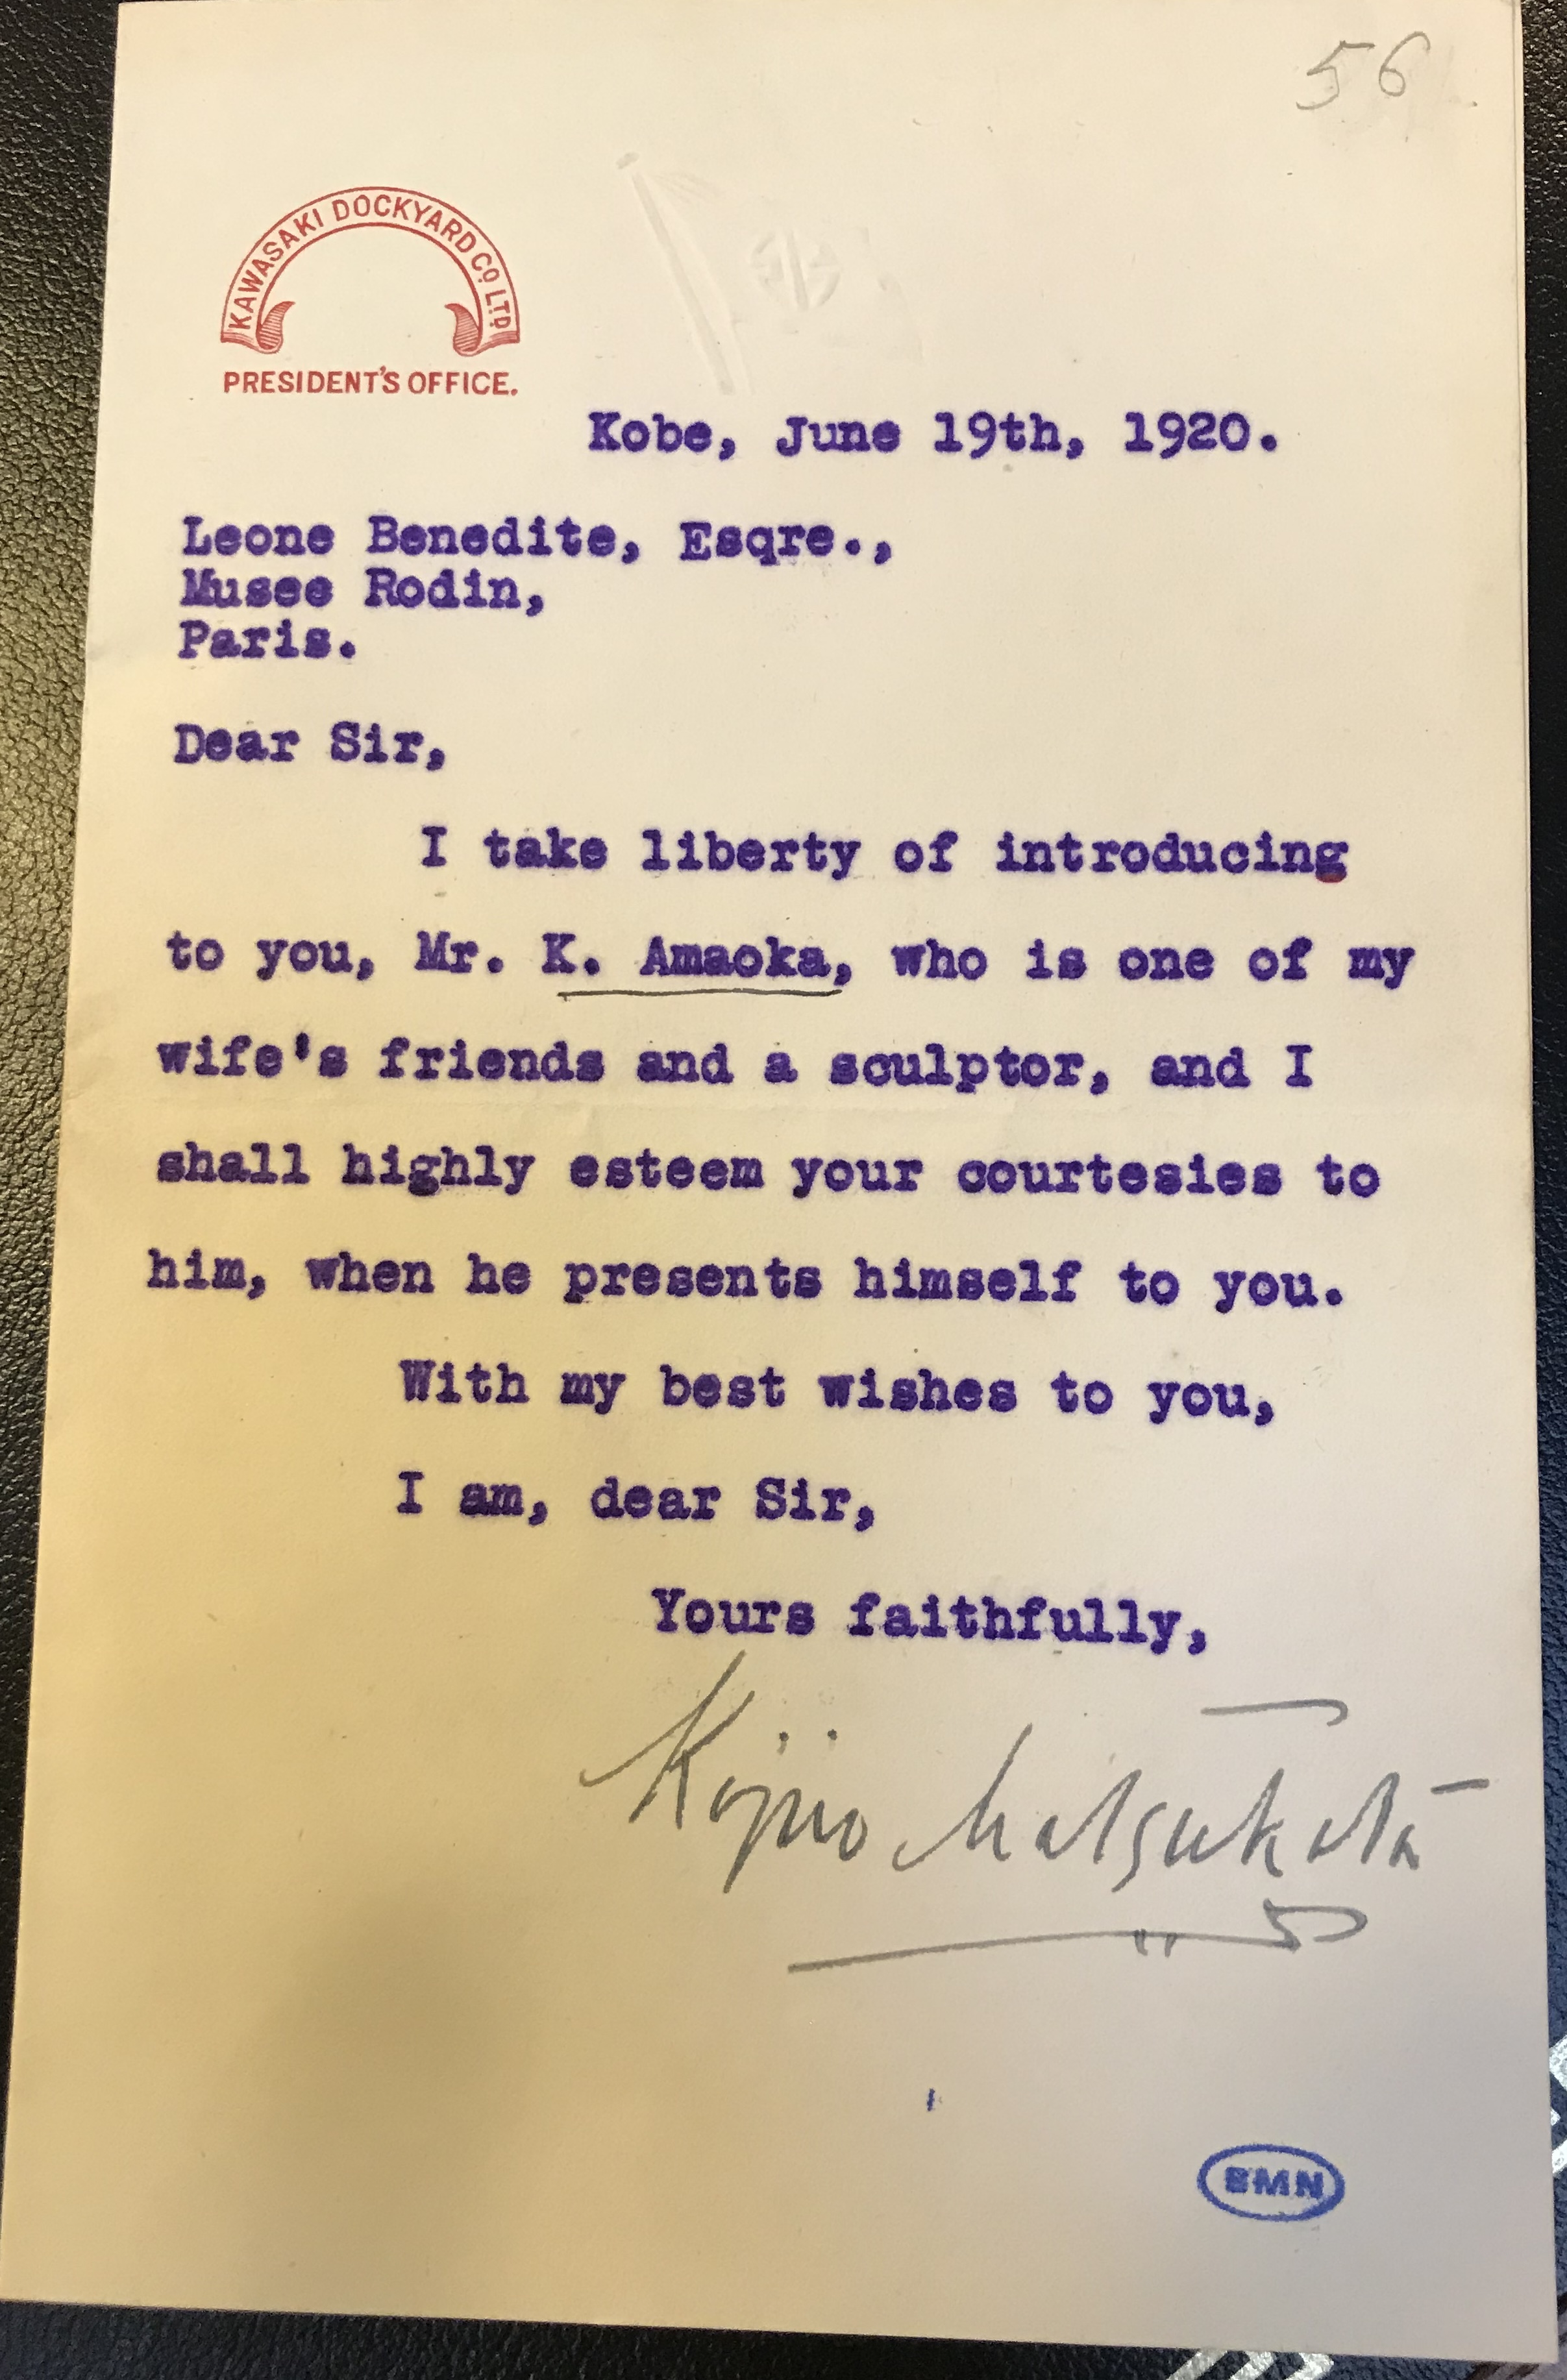 56
KAWASAKI DOCKYARD CO. LTD.
PRESIDENT'S OFFICE.
Kobe, June 19th, 1920.
Leone Benedite, Esqre.,
Musee Rodin,
Paris.
Dear Sir,
I take liberty of introducing
to you, Mr. K. Amaoka, who is one of my
wife's friends and a sculptor, and I
shall highly esteem your courtesies to
him, when he presents himself to you.
With my best wishes to you,
I am, dear Sir,
Yours faithfully,
Kojiro Matsukata
BMN